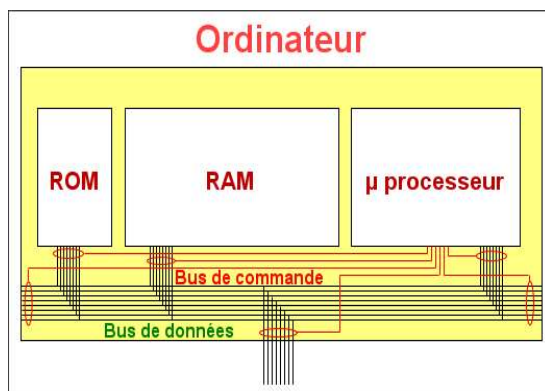 Ordinateur
ROM
RAM
µ processeur
Bus de commande
Bus de données